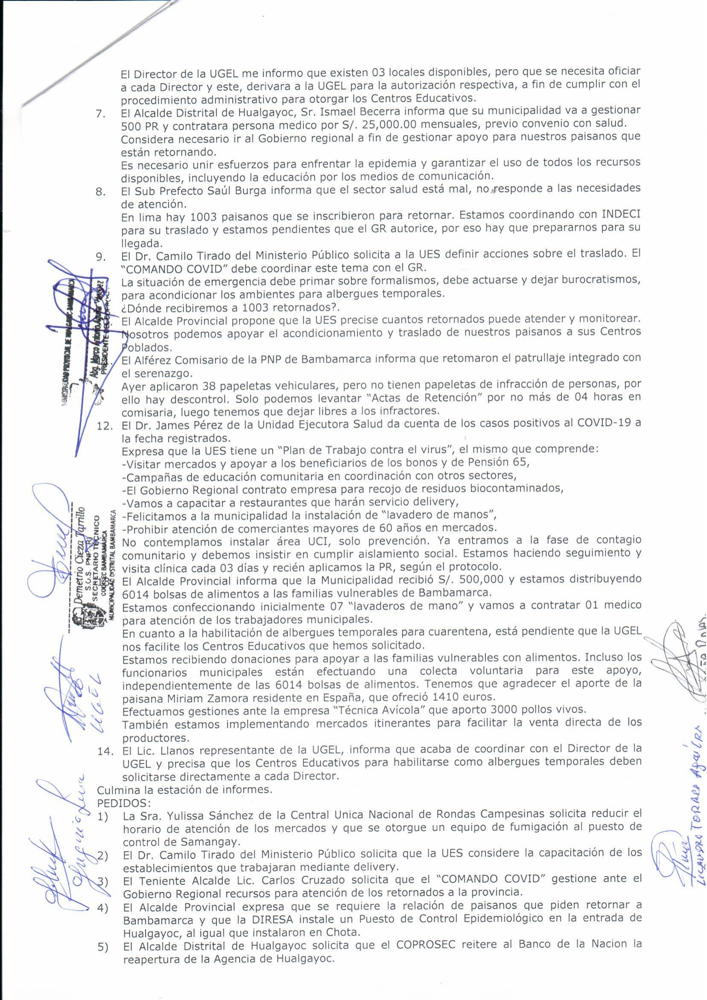 El Director de la UGEL me informo que existen 03 locales disponibles, pero que se necesita oficiar
a cada Director y este, derivara a la UGEL para la autorización respectiva, a fin de cumplir con el
procedimiento administrativo para otorgar los Centros Educativos.
7. El Alcalde Distrital de Hualgayoc, Sr. Ismael Becerra informa que su municipalidad va a gestionar
500 PR y contratara persona medico por S/. 25,000.00 mensuales, previo convenio con salud.
Considera necesario ir al Gobierno regional a fin de gestionar apoyo para nuestros paisanos que
están retornando.
Es necesario unir esfuerzos para enfrentar la epidemia y garantizar el uso de todos los recursos
disponibles, incluyendo la educación por los medios de comunicación.
8. El Sub Prefecto Saúl Burga informa que el sector salud está mal, no responde a las necesidades
de atención.
En lima hay 1003 paisanos que se inscribieron para retornar. Estamos coordinando con INDECI
para su traslado y estamos pendientes que el GR autorice, por eso hay que prepararnos para su
llegada.
9. El Dr. Camilo Tirado del Ministerio Público solicita a la UES definir acciones sobre el traslado. El
“COMANDO COVID” debe coordinar este tema con el GR.
La situación de emergencia debe primar sobre formalismos, debe actuarse y dejar burocratismos,
para acondicionar los ambientes para albergues temporales.
¿Dónde recibiremos a 1003 retornados?.
El Alcalde Provincial propone que la UES precise cuantos retornados puede atender y monitorear.
Nosotros podemos apoyar el acondicionamiento y traslado de nuestros paisanos a sus Centros
Poblados.
El Alférez Comisario de la PNP de Bambamarca informa que retomaron el patrullaje integrado con
el serenazgo.
Ayer aplicaron 38 papeletas vehiculares, pero no tienen papeletas de infracción de personas, por
ello hay descontrol. Solo podemos levantar “Actas de Retención” por no más de 04 horas en
comisaria, luego tenemos que dejar libres a los infractores.
12. El Dr. James Pérez de la Unidad Ejecutora Salud da cuenta de los casos positivos al COVID-19 a
la fecha registrados.
Expresa que la UES tiene un “Plan de Trabajo contra el virus”, el mismo que comprende:
-Visitar mercados y apoyar a los beneficiarios de los bonos y de Pensión 65,
-Campañas de educación comunitaria en coordinación con otros sectores,
-El Gobierno Regional contrato empresa para recojo de residuos biocontaminados,
-Vamos a capacitar a restaurantes que harán servicio delivery,
-Felicitamos a la municipalidad la instalación de “lavadero de manos”,
-Prohibir atención de comerciantes mayores de 60 años en mercados.
No contemplamos instalar área UCI, solo prevención. Ya entramos a la fase de contagio
comunitario y debemos insistir en cumplir aislamiento social. Estamos haciendo seguimiento y
visita clínica cada 03 días y recién aplicamos la PR, según el protocolo.
El Alcalde Provincial informa que la Municipalidad recibió S/. 500,000 y estamos distribuyendo
6014 bolsas de alimentos a las familias vulnerables de Bambamarca.
Estamos confeccionando inicialmente 07 “lavaderos de mano” y vamos a contratar 01 medico
para atención de los trabajadores municipales.
En cuanto a la habilitación de albergues temporales para cuarentena, está pendiente que la UGEL
nos facilite los Centros Educativos que hemos solicitado.
Estamos recibiendo donaciones para apoyar a las familias vulnerables con alimentos. Incluso los
funcionarios municipales están efectuando una colecta voluntaria para este apoyo,
independientemente de las 6014 bolsas de alimentos. Tenemos que agradecer el aporte de la
paisana Miriam Zamora residente en España, que ofreció 1410 euros.
Efectuamos gestiones ante la empresa “Técnica Avícola” que aporto 3000 pollos vivos.
También estamos implementando mercados itinerantes para facilitar la venta directa de los
productores.
14. El Lic. Llanos representante de la UGEL, informa que acaba de coordinar con el Director de la
UGEL y precisa que los Centros Educativos para habilitarse como albergues temporales deben
solicitarse directamente a cada Director.
Culmina la estación de informes.
PEDIDOS:
1) La Sra. Yulissa Sánchez de la Central Unica Nacional de Rondas Campesinas solicita reducir el
horario de atención de los mercados y que se otorgue un equipo de fumigación al puesto de
control de Samangay.
2) El Dr. Camilo Tirado del Ministerio Público solicita que la UES considere la capacitación de los
establecimientos que trabajaran mediante delivery.
3) El Teniente Alcalde Lic. Carlos Cruzado solicita que el “COMANDO COVID” gestione ante el
Gobierno Regional recursos para atención de los retornados a la provincia.
4) El Alcalde Provincial expresa que se requiere la relación de paisanos que piden retornar a
Bambamarca y que la DIRESA instale un Puesto de Control Epidemiológico en la entrada de
Hualgayoc, al igual que instalaron en Chota.
5) El Alcalde Distrital de Hualgayoc solicita que el COPROSEC reitere al Banco de la Nacion la
reapertura de la Agencia de Hualgayoc.
MUNICIPALIDAD PROVINCIAL DE HUALGAYOC-BAMBAMARCA
Abg. Marco Antonio Aguilar Vásquez
PRESIDENTE DEL COPROSEC
Demetrio Cieza Tarrillo
S.O.S. PNP (R)
SECRETARIO TECNICO
MUNICIPALIDAD DISTRITAL BAMBAMARCA
UGEL
TORRES